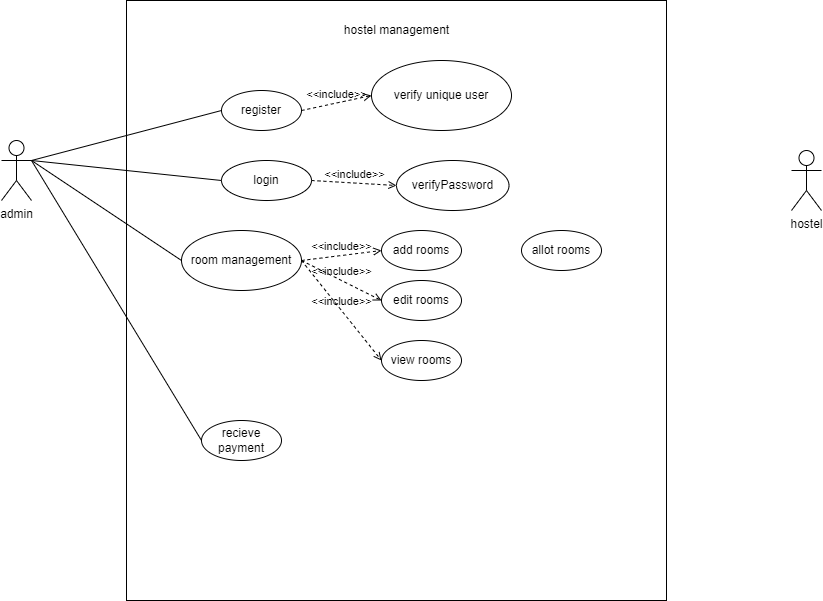 hostel management
<<include>>
verify unique user
register
<<include>>
login
verifyPassword
admin
hostel
<<include>>
add rooms
allot rooms
room management
<<include>>
edit rooms
<<include>>
view rooms
recieve
payment